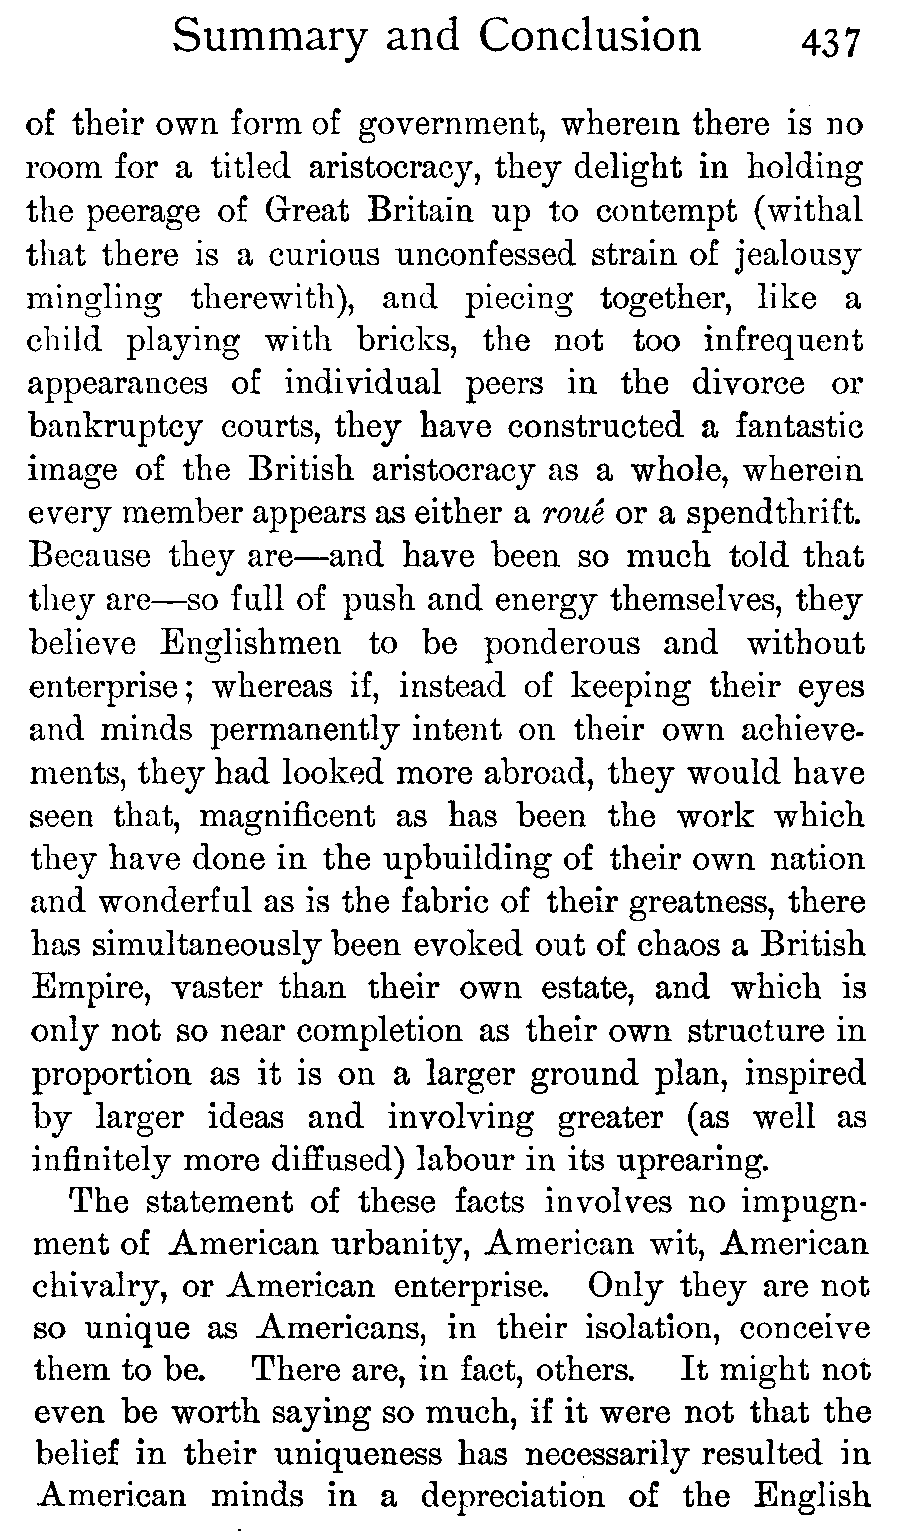 Summary and Conclusion 437
of their own form of government, wherein there is no
room for a titled aristocracy, they delight in holding
the peerage of Great Britain up to contempt (withal
that there is a curious unconfessed strain of jealousy
mingling therewith), and piecing together, like a
child playing with bricks, the not too infrequent
appearances of individual peers in the divorce or
bankruptcy courts, they have constructed a fantastic
image of the British aristocracy as a whole, wherein
every member appears as either a roué or a spendthrift.
Because they are—and have been so much told that
they are—so full of push and energy themselves, they
believe Englishmen to be ponderous and without
enterprise; whereas if, instead of keeping their eyes
and minds permanently intent on their own achieve-
ments, they had looked more abroad, they would have
seen that, magnificent as has been the work which
they have done in the upbuilding of their own nation
and wonderful as is the fabric of their greatness, there
has simultaneously been evoked out of chaos a British
Empire, vaster than their own estate, and which is
only not so near completion as their own structure in
proportion as it is on a larger ground plan, inspired
by larger ideas and involving greater (as well as
infinitely more diffused) labour in its uprearing.
The statement of these facts involves no impugn-
ment of American urbanity, American wit, American
chivalry, or American enterprise. Only they are not
so unique as Americans, in their isolation, conceive
them to be. There are, in fact, others. It might not
even be worth saying so much, if it were not that the
belief in their uniqueness has necessarily resulted in
American minds in a depreciation of the English